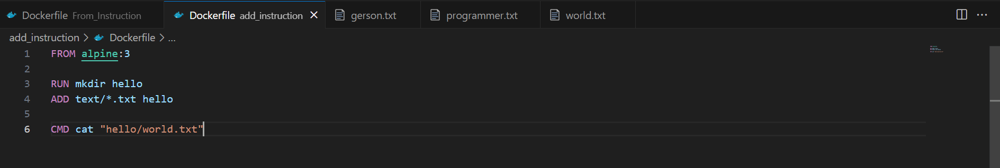 Dockerfile From_Instruction
Dockerfile add_instruction
gerson.txt
programmer.txt
world.txt
add_instruction > Dockerfile > ...
1 FROM alpine:3
2
3 RUN mkdir hello
4 ADD text/*.txt hello
5
6 CMD cat "hello/world.txt"